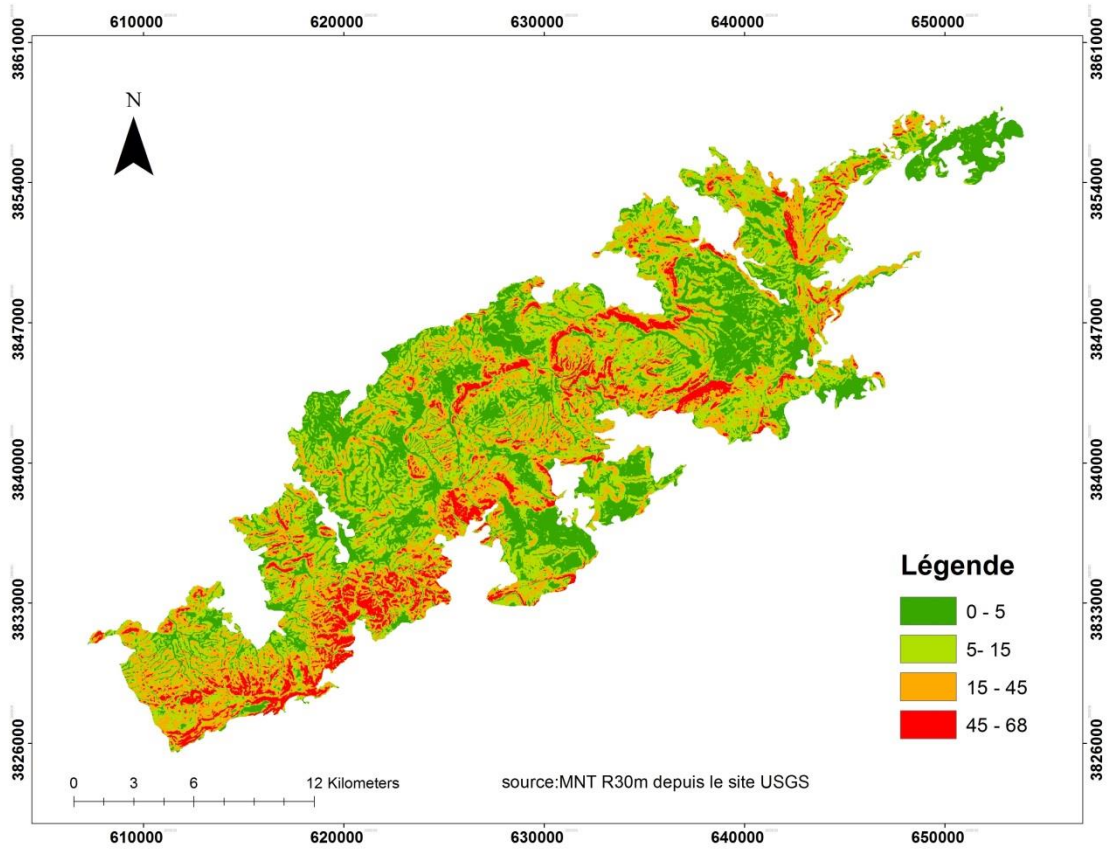 610000 620000 630000 640000 650000
3861000 3861000
N
3854000 3854000
3847000 3847000
3840000 3840000
Légende
0 - 5
3833000 3833000
5- 15
15 - 45
45 - 68
3826000 3826000
0 3 6 12 Kilometers
source:MNT R30m depuis le site USGS
610000 620000 630000 640000 650000